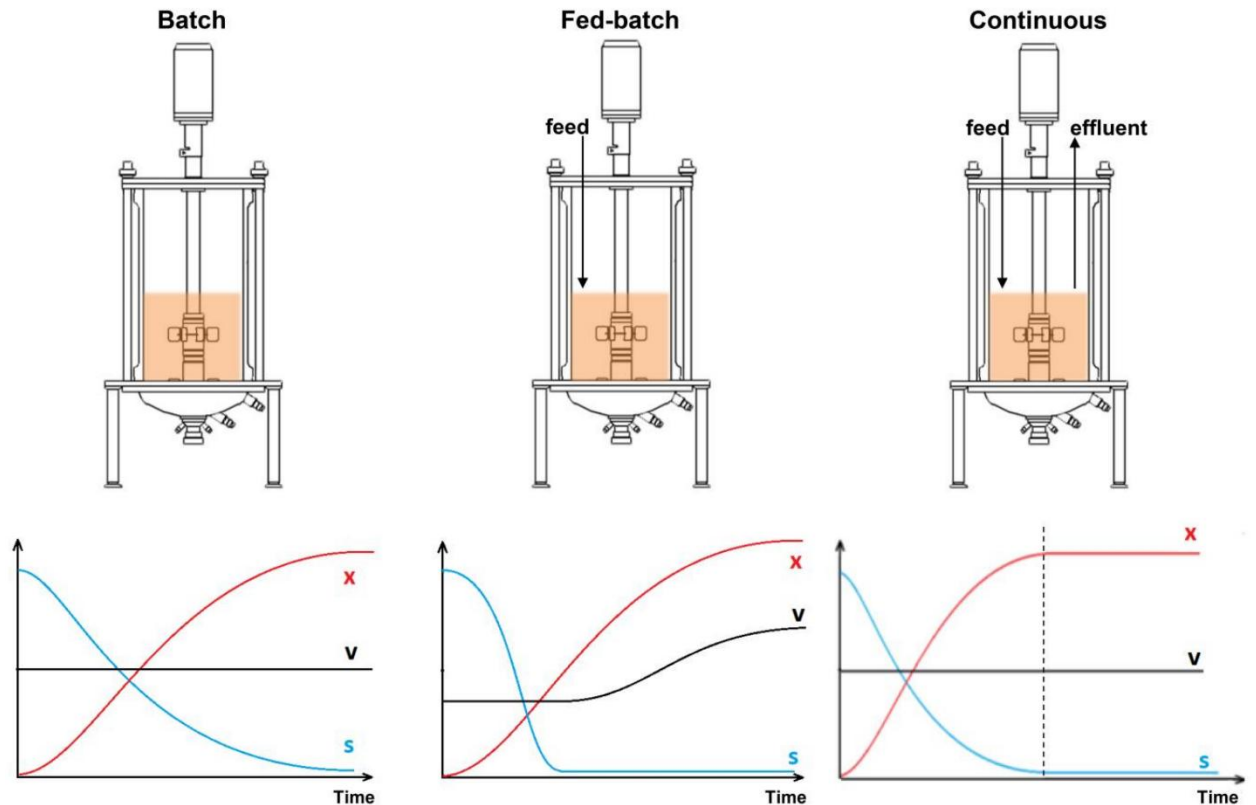 Batch
Fed-batch
Continuous
feed
feed
effluent
X
V
S
Time
X
V
S
Time
X
V
S
Time